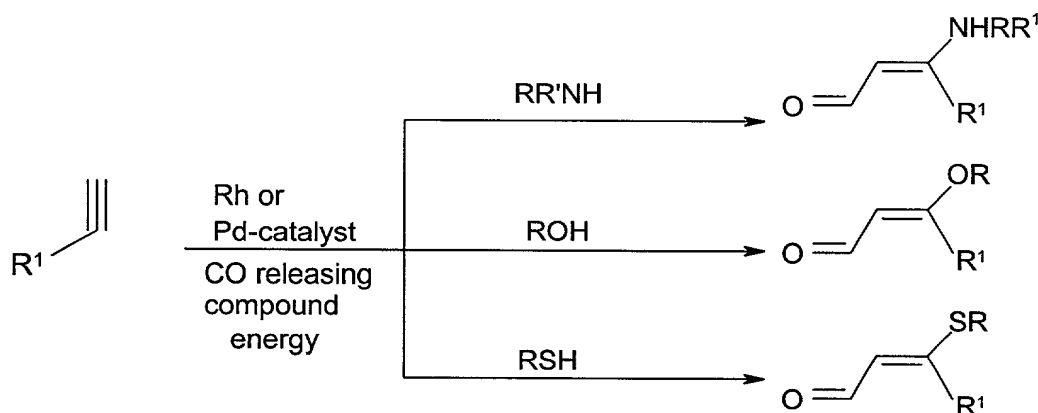 NHRR¹
O
R¹
RR'NH
R¹
Rh or
Pd-catalyst
CO releasing
compound
energy
ROH
OR
O
R¹
RSH
SR
O
R¹